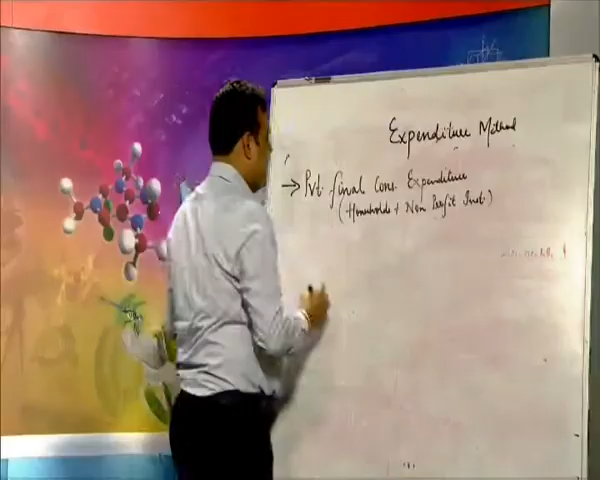 Expenditure Method
→ Pvt. final Cons. Expenditure
(Households + Non Profit Inst.)